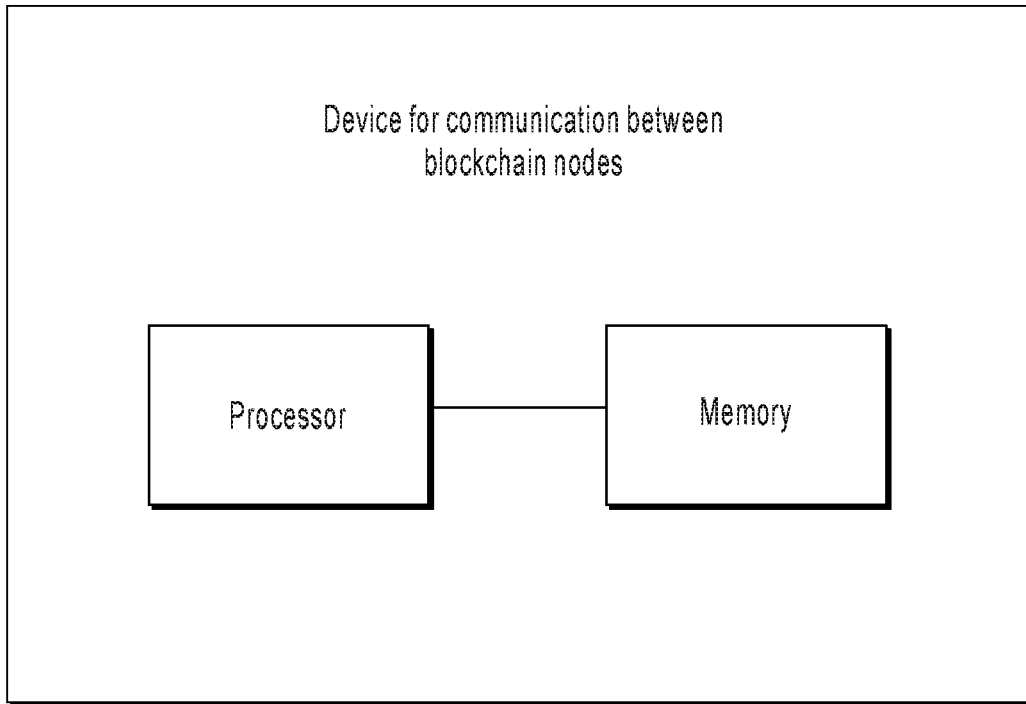 Device for communication between
blockchain nodes
Processor
Memory